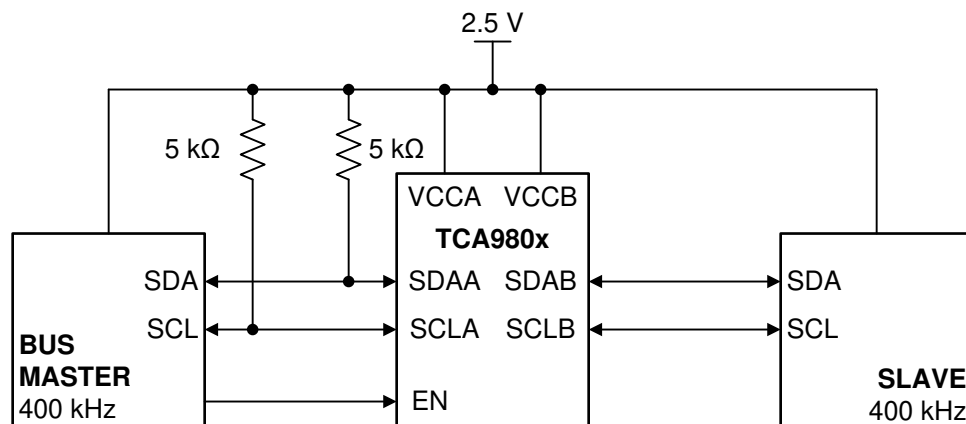 2.5 V
5 kΩ
5 kΩ
VCCA VCCB
TCA980x
SDA
SDAA SDAB
SDA
SCL
SCLA SCLB
SCL
BUS
MASTER
400 kHz
EN
SLAVE
400 kHz